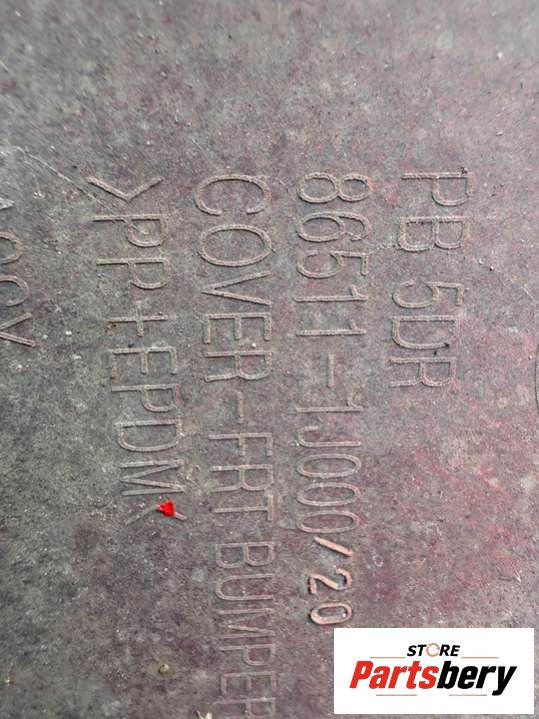 PB 5DR
86511-1J000/20
COVER-FRT BUMPER
>PP+EPDM<
STORE
Partsbery